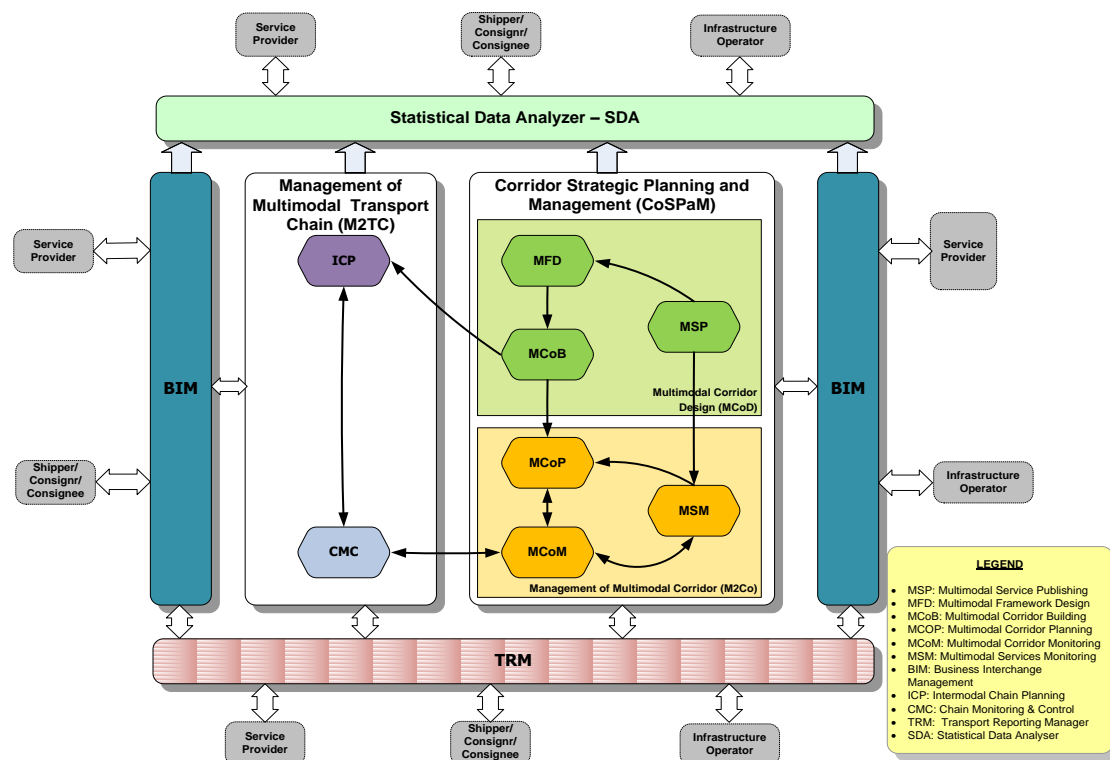 Service
Provider
Shipper/
Consignr/
Consignee
Infrastructure
Operator
Statistical Data Analyzer – SDA
Management of
Multimodal Transport
Chain (M2TC)
Corridor Strategic Planning and
Management (CoSPaM)
Service
Provider
Service
Provider
ICP
MFD
MSP
MCoB
BIM
BIM
Multimodal Corridor
Design (MCoD)
MCoP
Shipper/
Consignr/
Consignee
Infrastructure
Operator
MSM
CMC
MCoM
Management of Multimodal Corridor (M2Co)
TRM
Service
Provider
Shipper/
Consignr/
Consignee
Infrastructure
Operator
LEGEND
• MSP: Multimodal Service Publishing
• MFD: Multimodal Framework Design
• MCoB: Multimodal Corridor Building
• MCOP: Multimodal Corridor Planning
• MCoM: Multimodal Corridor Monitoring
• MSM: Multimodal Services Monitoring
• BIM: Business Interchange
Management
• ICP: Intermodal Chain Planning
• CMC: Chain Monitoring & Control
• TRM: Transport Reporting Manager
• SDA: Statistical Data Analyser